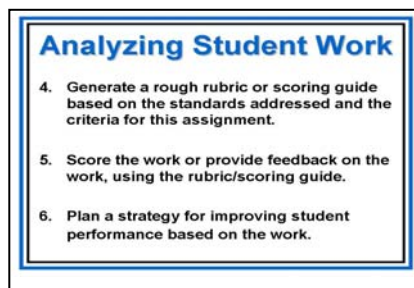 Analyzing Student Work
4. Generate a rough rubric or scoring guide
based on the standards addressed and the
criteria for this assignment.
5. Score the work or provide feedback on the
work, using the rubric/scoring guide.
6. Plan a strategy for improving student
performance based on the work.